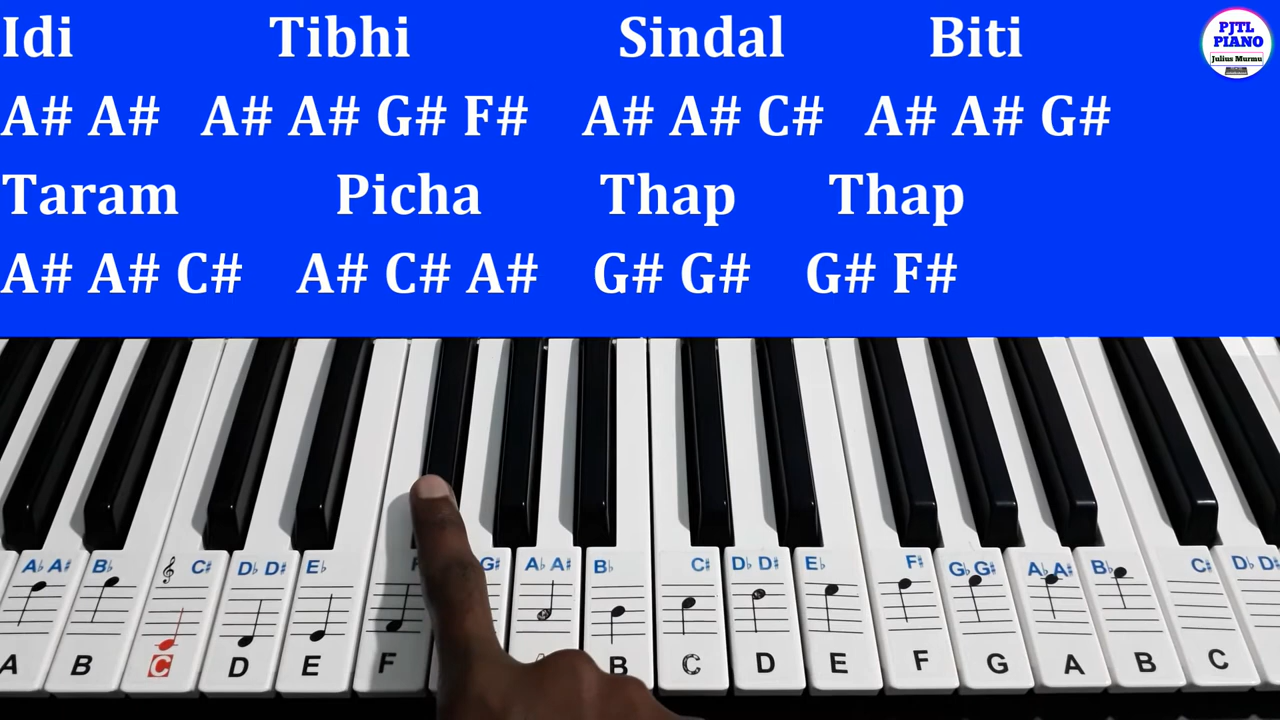 Idi Tibhi Sindal Biti
A# A# A# A# G# F# A# A# C# A# A# G#
Taram Picha Thap Thap
A# A# C# A# C# A# G# G# G# F#
PJTL
PIANO
Julius Murmu
A♭ A♯ B♭ C♯ D♭ D♯ E♭ G♯ A♭ A♯ B♭ C♯ D♭ D♯ E♭ F♯ G♭ G♯ A♭ A♯ B♭ C♯ D♭ D♯
A B C D E F B C D E F G A B C